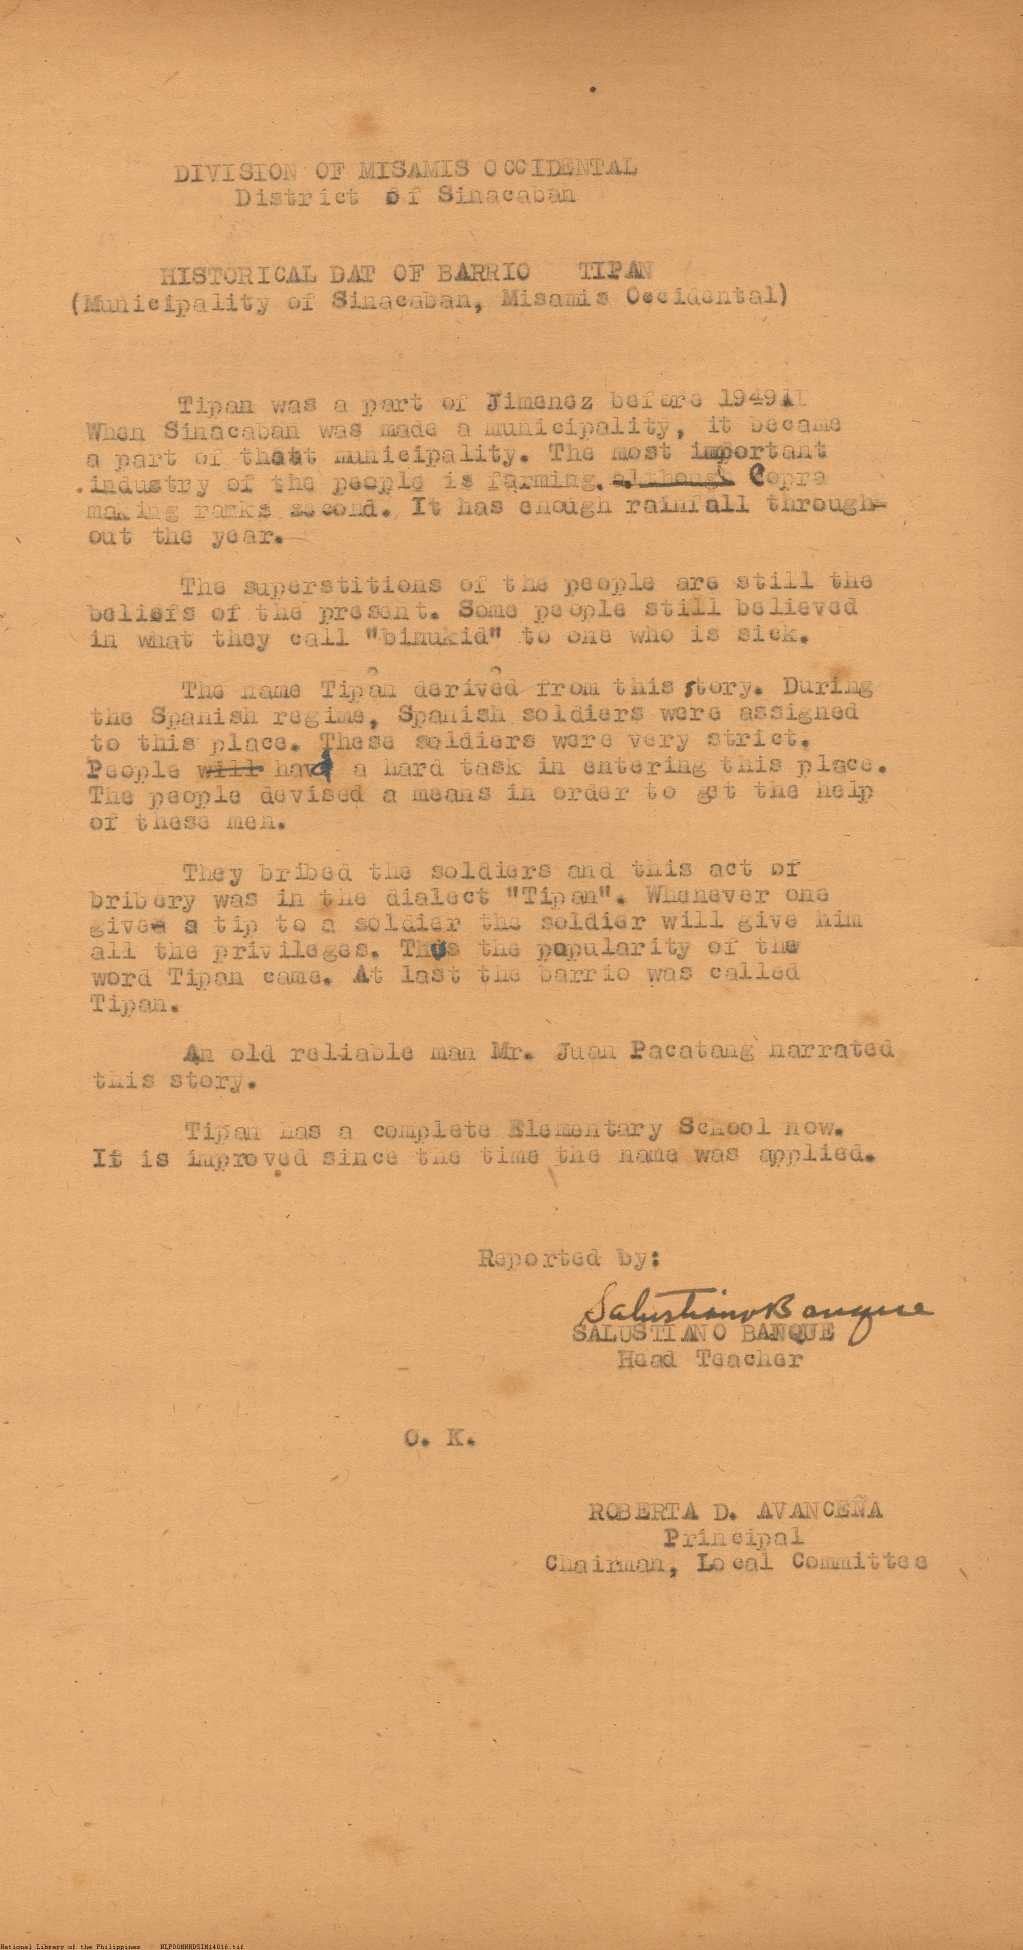 DIVISION OF MISAMIS OCCIDENTAL
District of Sinacaban
HISTORICAL DAT OF BARRIO TIPAN
(Municipality of Sinacaban, Misamis Occidental)
Tipan was a part of Jimenez before 1949.
When Sinacaban was made a municipality, it became
a part of that municipality. The most important
industry of the people is farming. although Copra
making ranks second. It has enough rainfall through-
out the year.
The superstitions of the people are still the
beliefs of the present. Some people still believed
in what they call "binukid" to one who is sick.
The name Tipan derived from this story. During
the Spanish regime, Spanish soldiers were assigned
to this place. These soldiers were very strict.
People will had a hard task in entering this place.
The people devised a means in order to get the help
of these men.
They bribed the soldiers and this act of
bribery was in the dialect "Tipan". Whenever one
gives a tip to a soldier the soldier will give him
all the privileges. Thus the popularity of the
word Tipan came. At last the barrio was called
Tipan.
An old reliable man Mr. Juan Pacatang narrated
this story.
Tipan has a complete Elementary School now.
It is improved since the time the name was applied.
Reported by:
Salustiano Banque
SALUSTIANO BANQUE
Head Teacher
O. K.
ROBERTA D. AVANCEÑA
Principal
Chairman, Local Committee
National Library of the Philippines